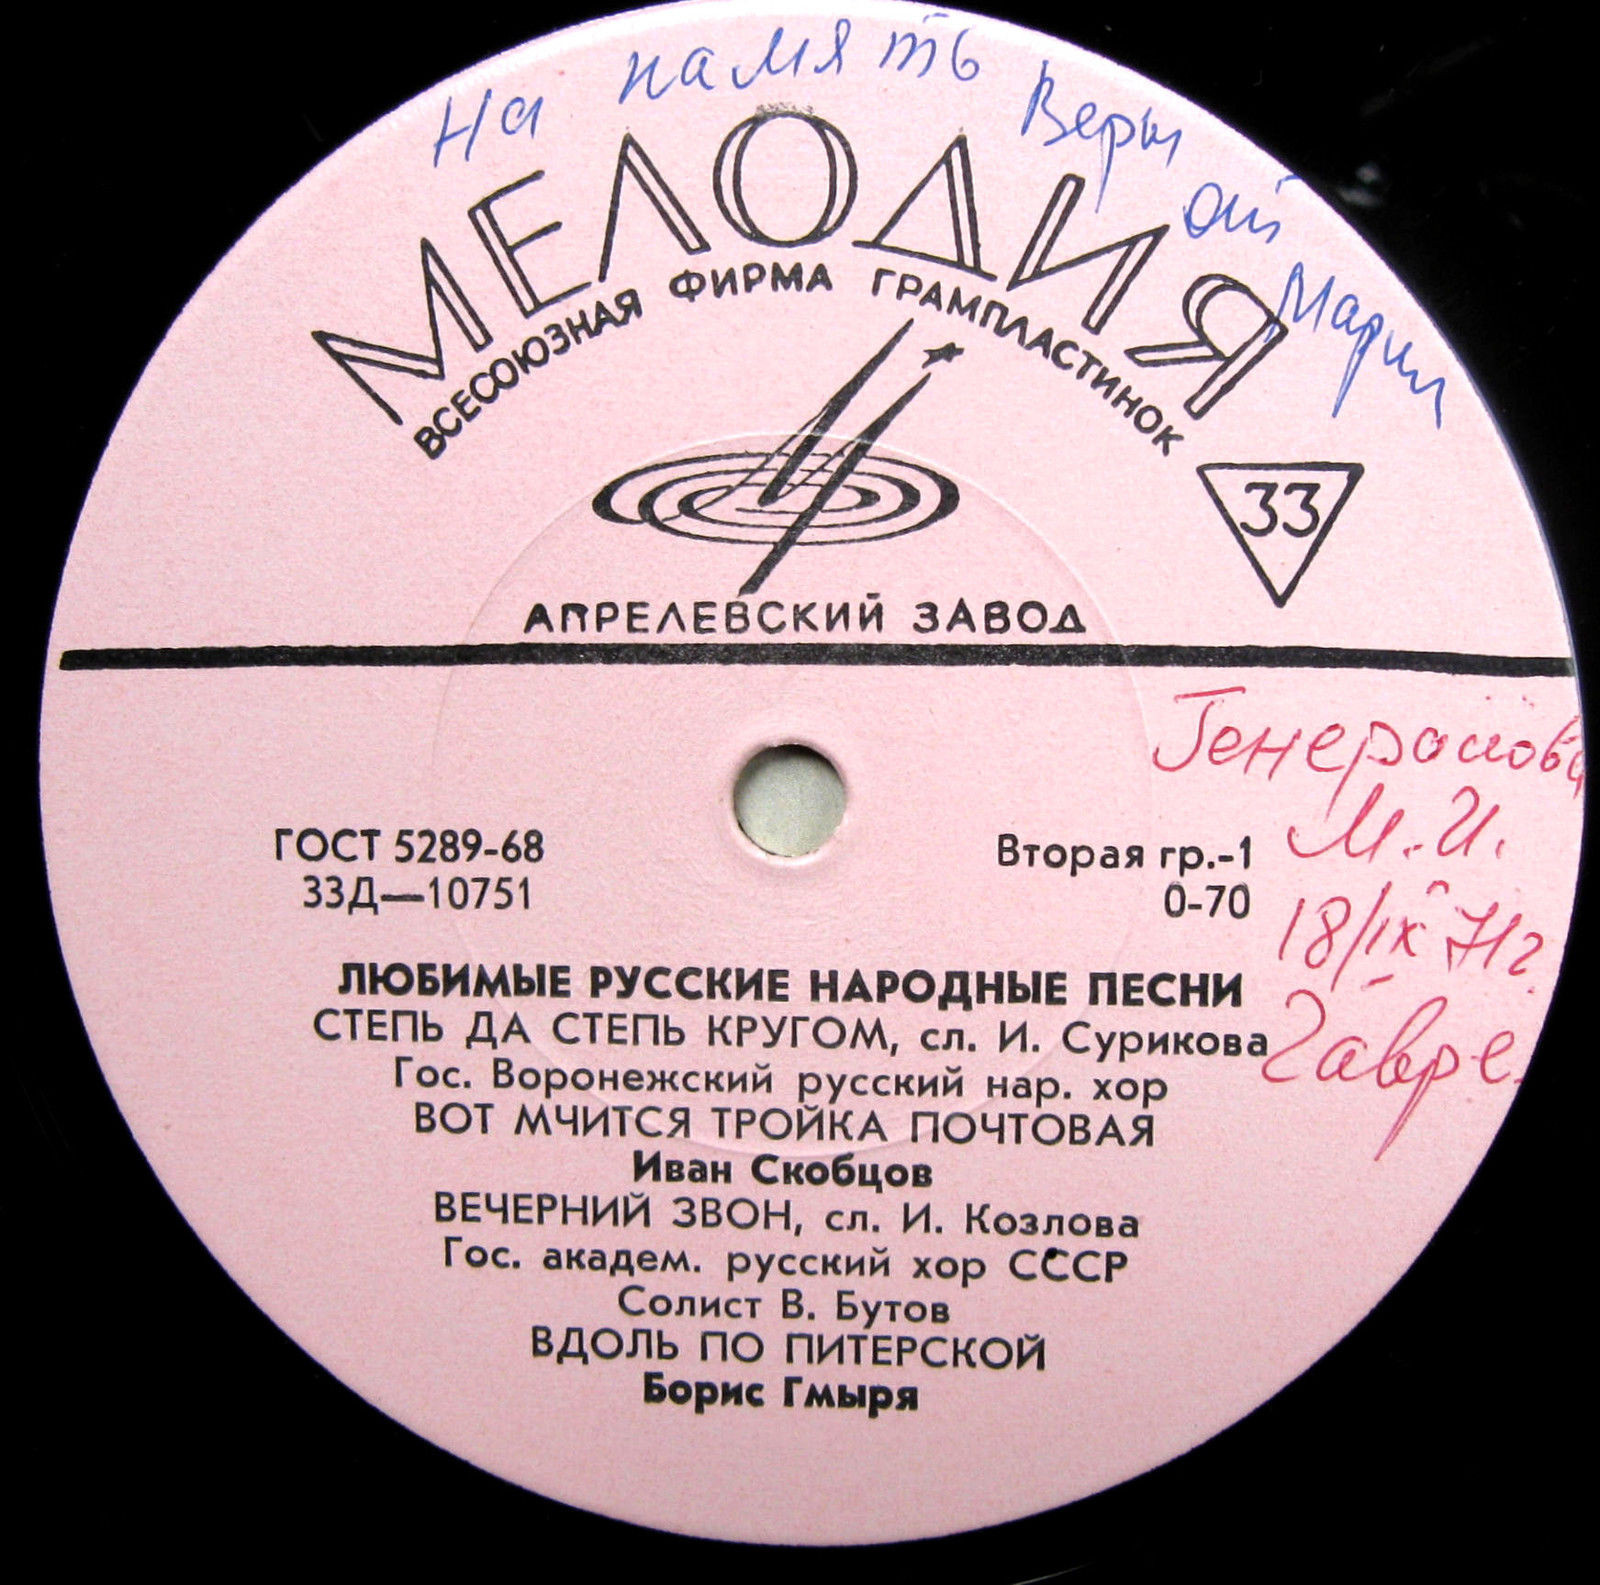 На память Веры от Марии
МЕЛОДИЯ
ВСЕСОЮЗНАЯ ФИРМА ГРАМПЛАСТИНОК
33
АПРЕЛЕВСКИЙ ЗАВОД
М.И.
18/IX 71г.
ГОСТ 5289-68
33Д—10751
Вторая гр.-1
0-70
ЛЮБИМЫЕ РУССКИЕ НАРОДНЫЕ ПЕСНИ
СТЕПЬ ДА СТЕПЬ КРУГОМ, сл. И. Сурикова
Гос. Воронежский русский нар. хор
ВОТ МЧИТСЯ ТРОЙКА ПОЧТОВАЯ
Иван Скобцов
ВЕЧЕРНИЙ ЗВОН, сл. И. Козлова
Гос. академ. русский хор СССР
Солист В. Бутов
ВДОЛЬ ПО ПИТЕРСКОЙ
Борис Гмыря